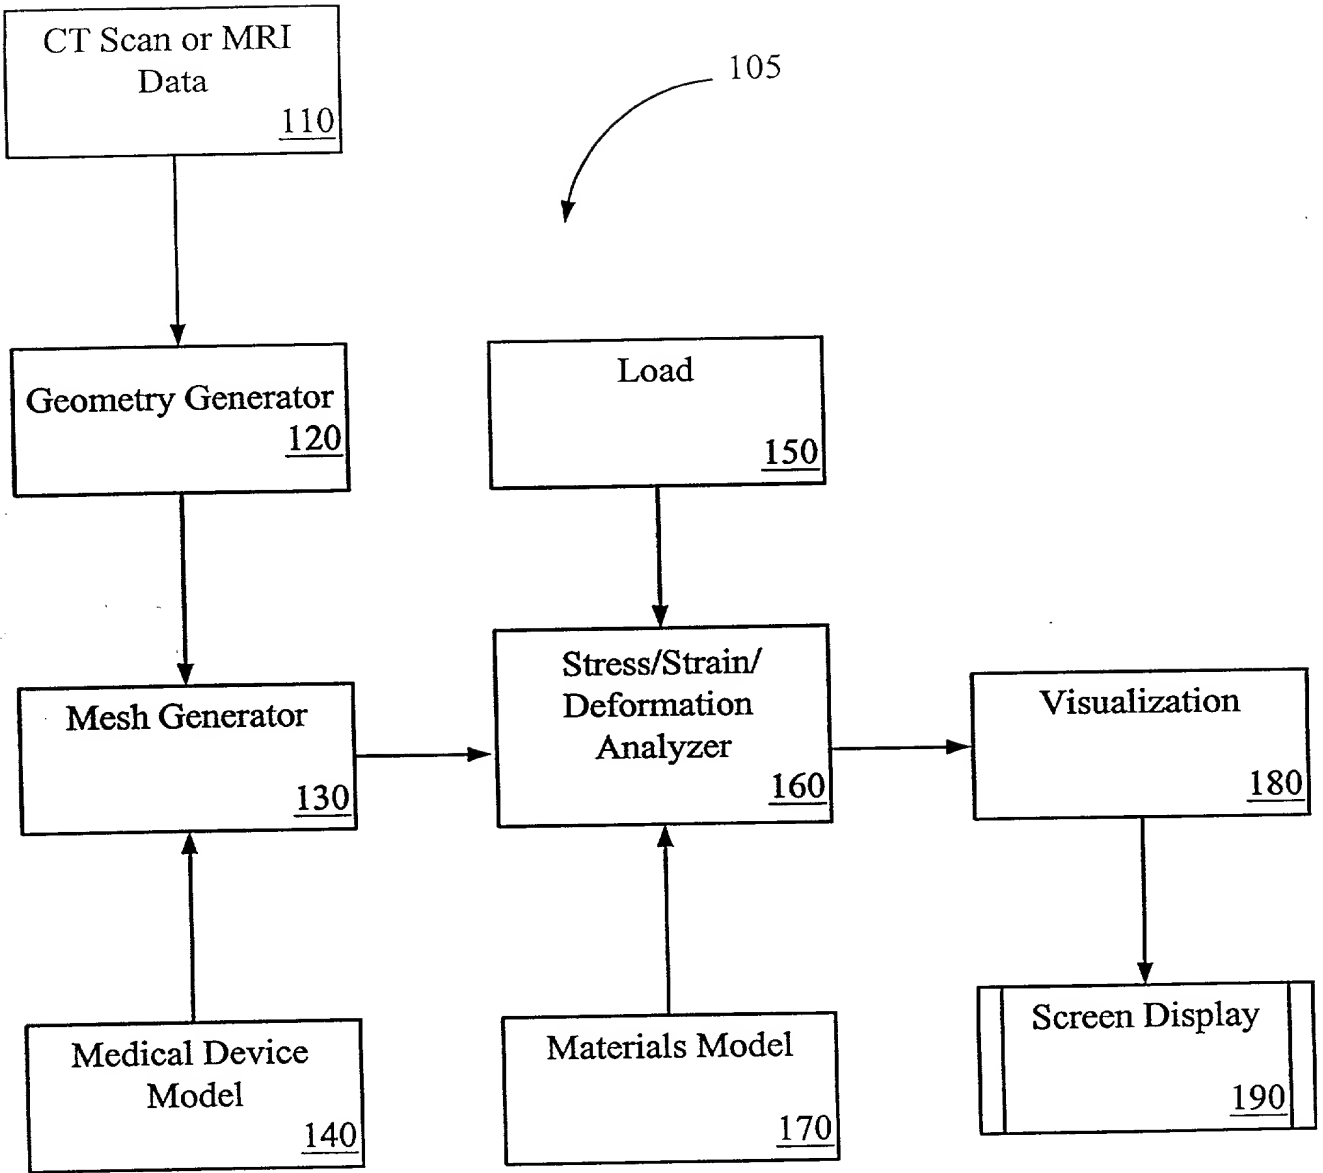 CT Scan or MRI
Data
110
105
Geometry Generator
120
Load
150
Mesh Generator
130
Stress/Strain/
Deformation
Analyzer
160
Visualization
180
Medical Device
Model
140
Materials Model
170
Screen Display
190